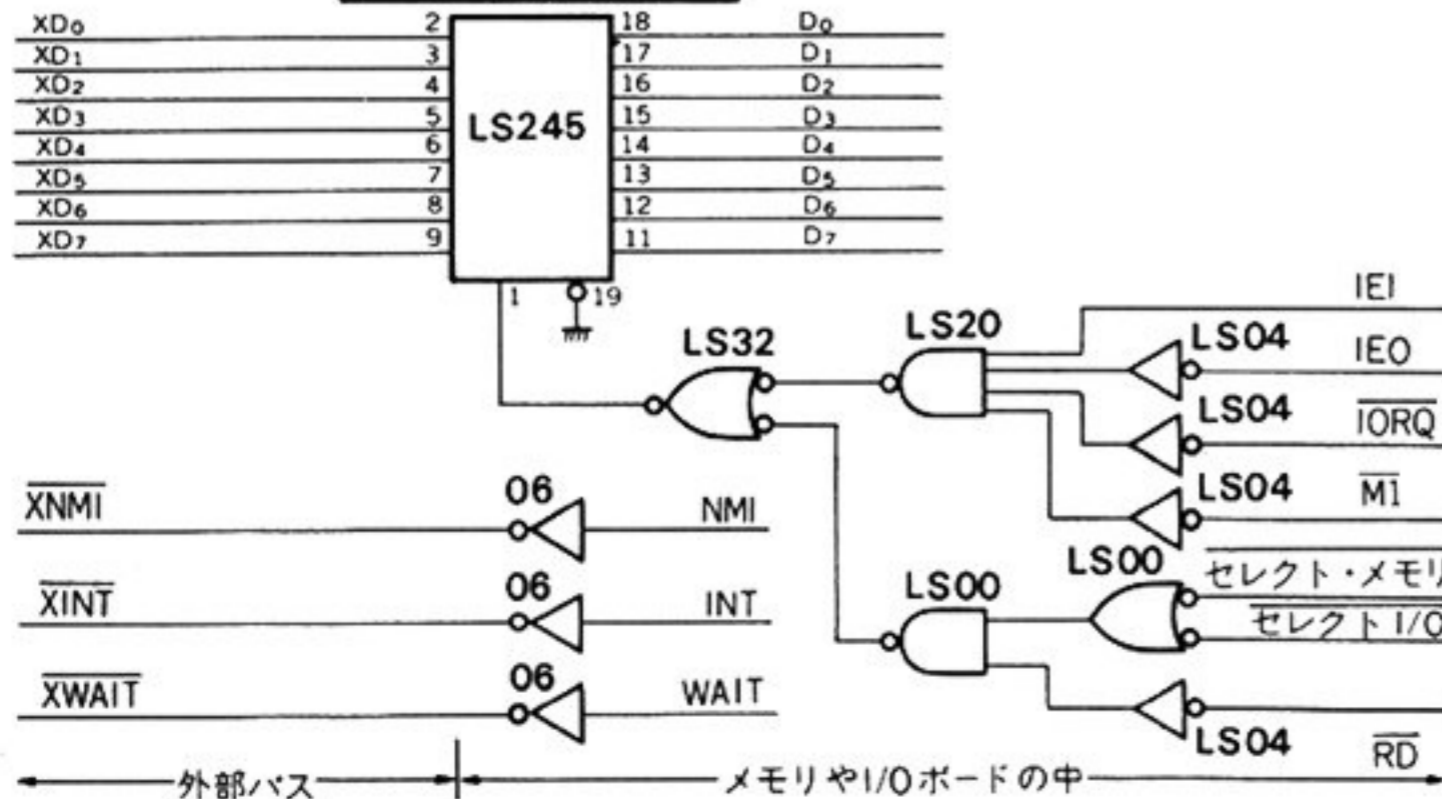 XD0 2 18 D0
XD1 3 17 D1
XD2 4 16 D2
XD3 5 15 D3
XD4 6 14 D4
XD5 7 13 D5
XD6 8 12 D6
XD7 9 11 D7
LS245
1 19
IEI
LS32 LS20 LS04 IEO
LS04 IORQ
LS04 M1
XNMI 06 NMI
LS00 LS00 セレクト・メモリ
XINT 06 INT セレクト I/O
XWAIT 06 WAIT
LS04 RD
外部バス メモリやI/Oボードの中